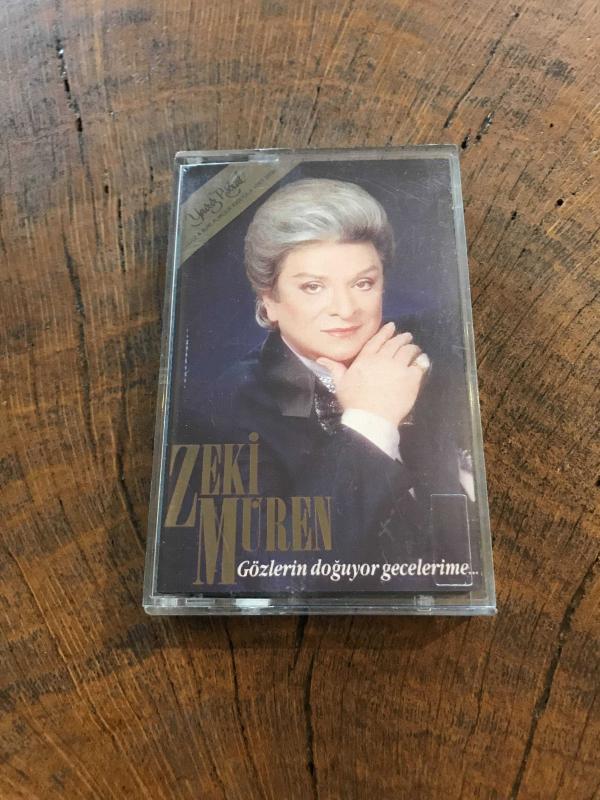 ZEKİ
MÜREN
Gözlerin doğuyor gecelerime...